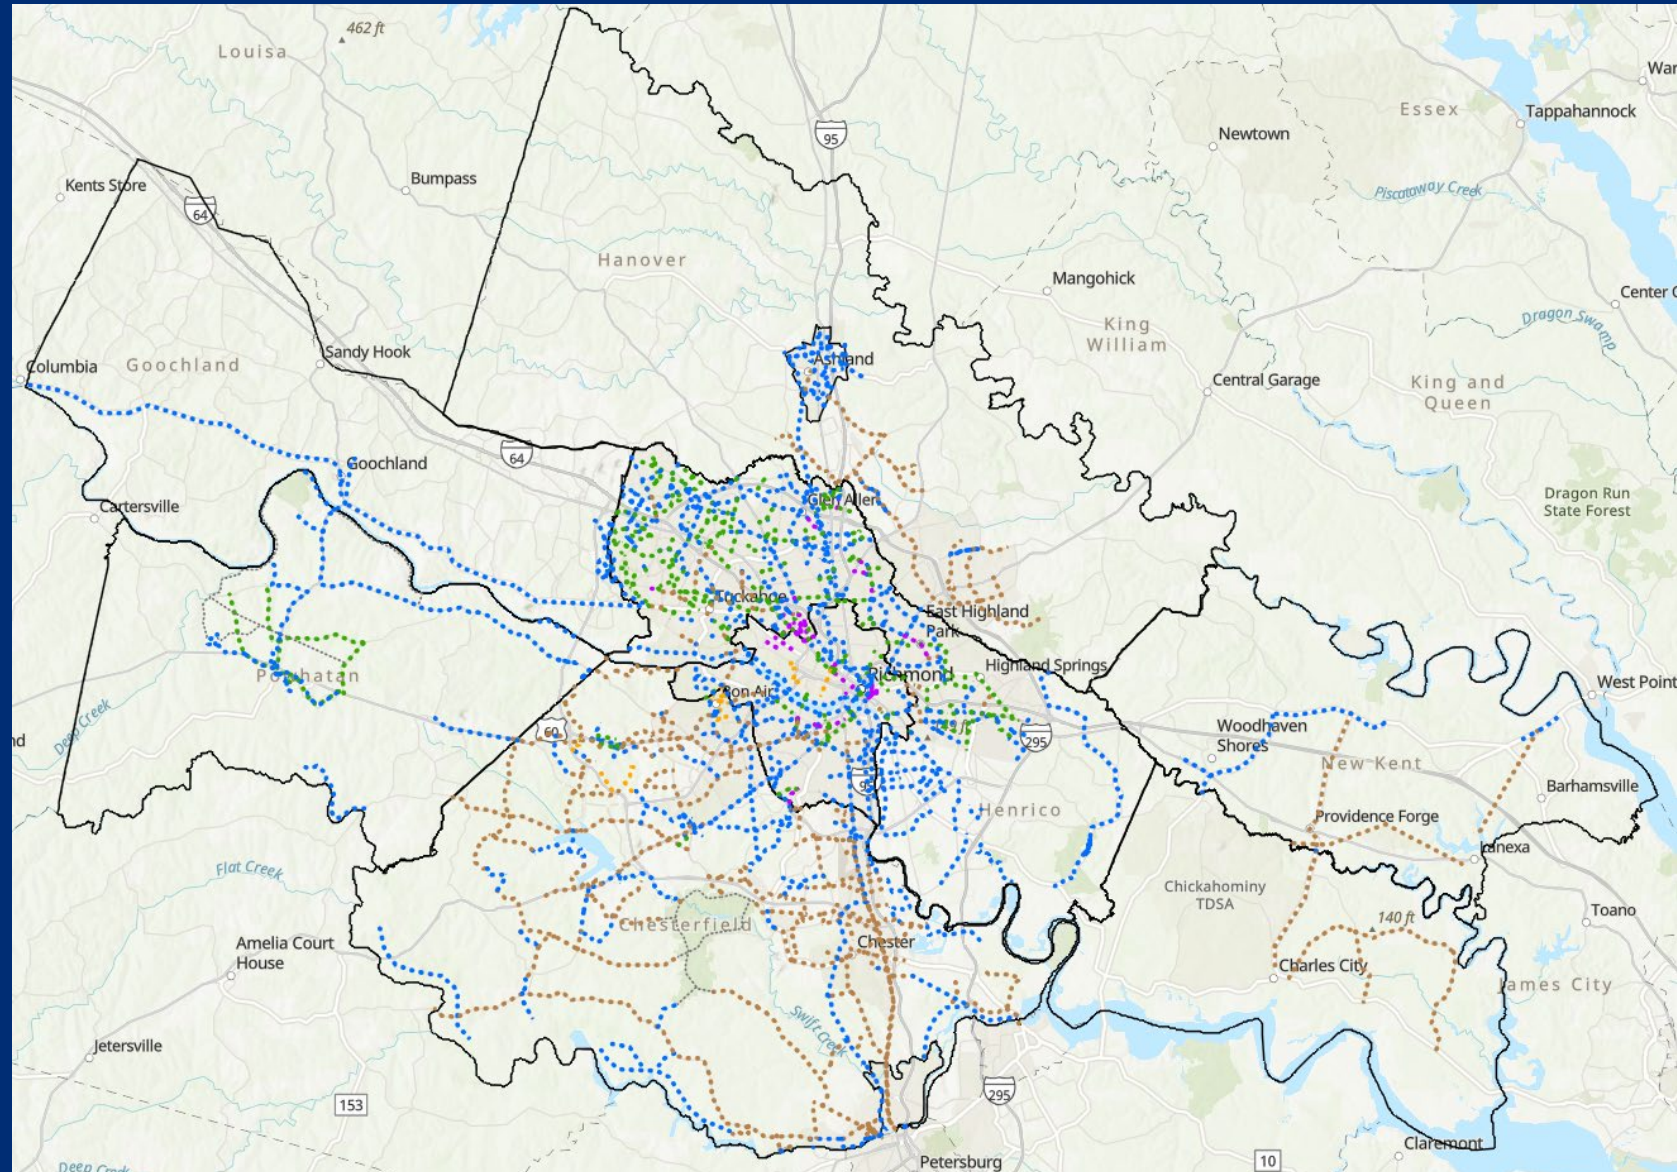 462 ft
Louisa
War
Essex
Tappahannock
95
Newtown
Kents Store
Bumpass
Piscataway Creek
64
Hanover
Mangohick
Center
Dragon Swamp
King
William
Sandy Hook
Ashland
Columbia
Goochland
Central Garage
King and
Queen
64
Goochland
Dragon Run
State Forest
Glen Allen
Cartersville
Tuckahoe
East Highland
Park
Highland Springs
Powhatan
Richmond
West Point
Bon Air
Deep Creek
60
295
Woodhaven
Shores
New Kent
Barhamsville
Henrico
Providence Forge
Lanexa
Flat Creek
Chickahominy
TDSA
Toano
140 ft
Chesterfield
Chester
Amelia Court
House
Charles City
James City
Swift Creek
Jetersville
295
153
Claremont
Petersburg
10